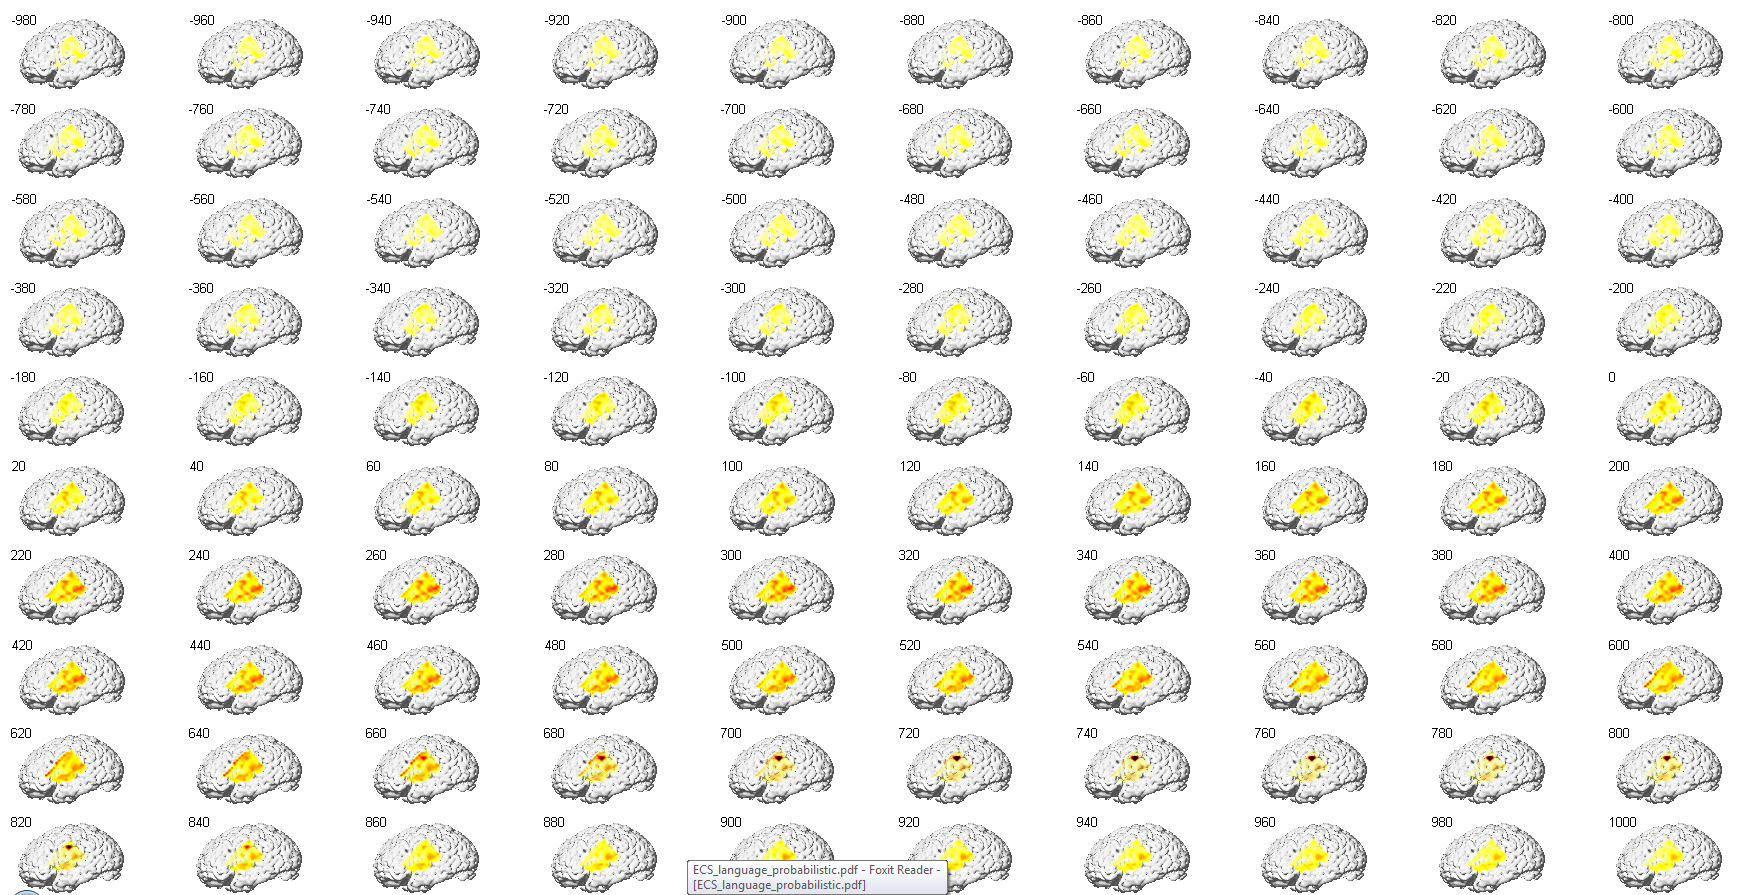 -980 -960 -940 -920 -900 -880 -860 -840 -820 -800
-780 -760 -740 -720 -700 -680 -660 -640 -620 -600
-580 -560 -540 -520 -500 -480 -460 -440 -420 -400
-380 -360 -340 -320 -300 -280 -260 -240 -220 -200
-180 -160 -140 -120 -100 -80 -60 -40 -20 0
20 40 60 80 100 120 140 160 180 200
220 240 260 280 300 320 340 360 380 400
420 440 460 480 500 520 540 560 580 600
620 640 660 680 700 720 740 760 780 800
820 840 860 880 900 920 940 960 980 1000
ECS_language_probabilistic.pdf - Foxit Reader -
[ECS_language_probabilistic.pdf]